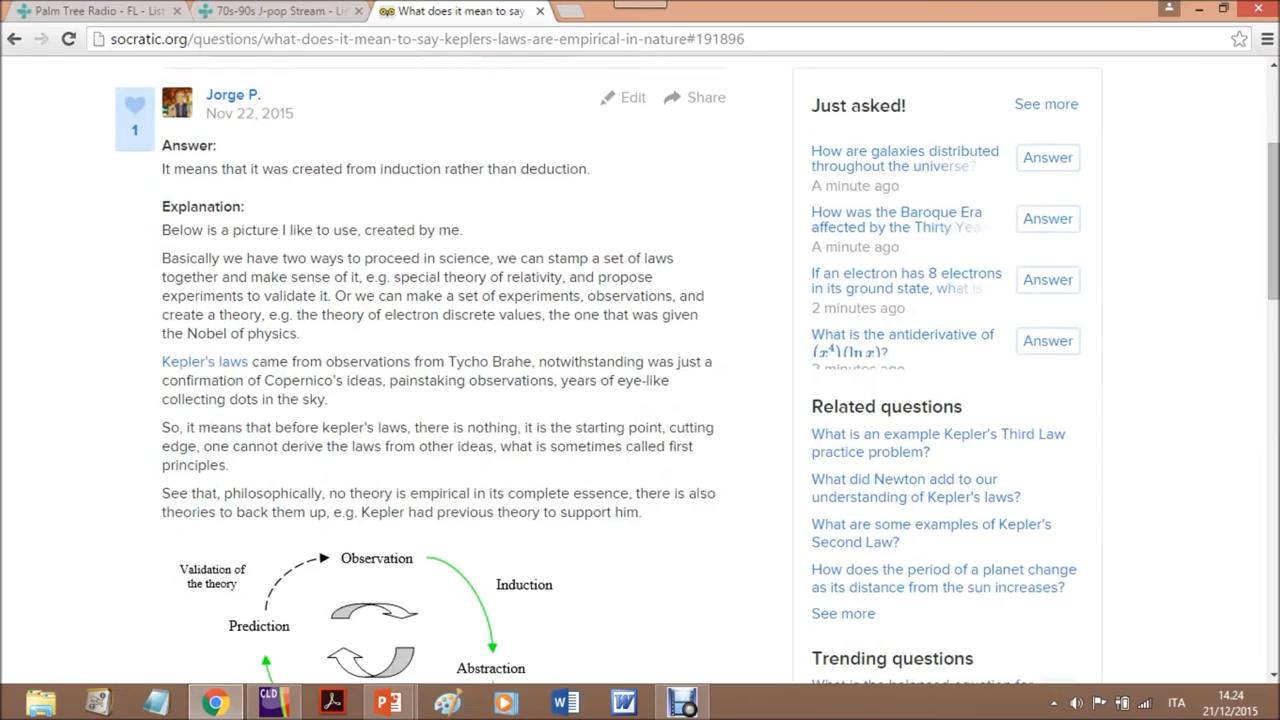 Palm Tree Radio - FL - List
70s-90s J-pop Stream - Lis
What does it mean to say
socratic.org/questions/what-does-it-mean-to-say-keplers-laws-are-empirical-in-nature#191896
Jorge P.
Nov 22, 2015
Edit
Share
1
Answer:
It means that it was created from induction rather than deduction.
Explanation:
Below is a picture I like to use, created by me.
Basically we have two ways to proceed in science, we can stamp a set of laws
together and make sense of it, e.g. special theory of relativity, and propose
experiments to validate it. Or we can make a set of experiments, observations, and
create a theory, e.g. the theory of electron discrete values, the one that was given
the Nobel of physics.
Kepler's laws came from observations from Tycho Brahe, notwithstanding was just a
confirmation of Copernico's ideas, painstaking observations, years of eye-like
collecting dots in the sky.
So, it means that before kepler's laws, there is nothing, it is the starting point, cutting
edge, one cannot derive the laws from other ideas, what is sometimes called first
principles.
See that, philosophically, no theory is empirical in its complete essence, there is also
theories to back them up, e.g. Kepler had previous theory to support him.
Observation
Validation of
the theory
Induction
Prediction
Abstraction
Just asked!
See more
How are galaxies distributed
throughout the universe?
Answer
A minute ago
How was the Baroque Era
affected by the Thirty Yea
Answer
A minute ago
If an electron has 8 electrons
in its ground state, what is
Answer
2 minutes ago
What is the antiderivative of
(x⁴)(ln x)?
Answer
2 minutes ago
Related questions
What is an example Kepler's Third Law
practice problem?
What did Newton add to our
understanding of Kepler's laws?
What are some examples of Kepler's
Second Law?
How does the period of a planet change
as its distance from the sun increases?
See more
Trending questions
What is the balanced equation for
CLD
ITA
14.24
21/12/2015